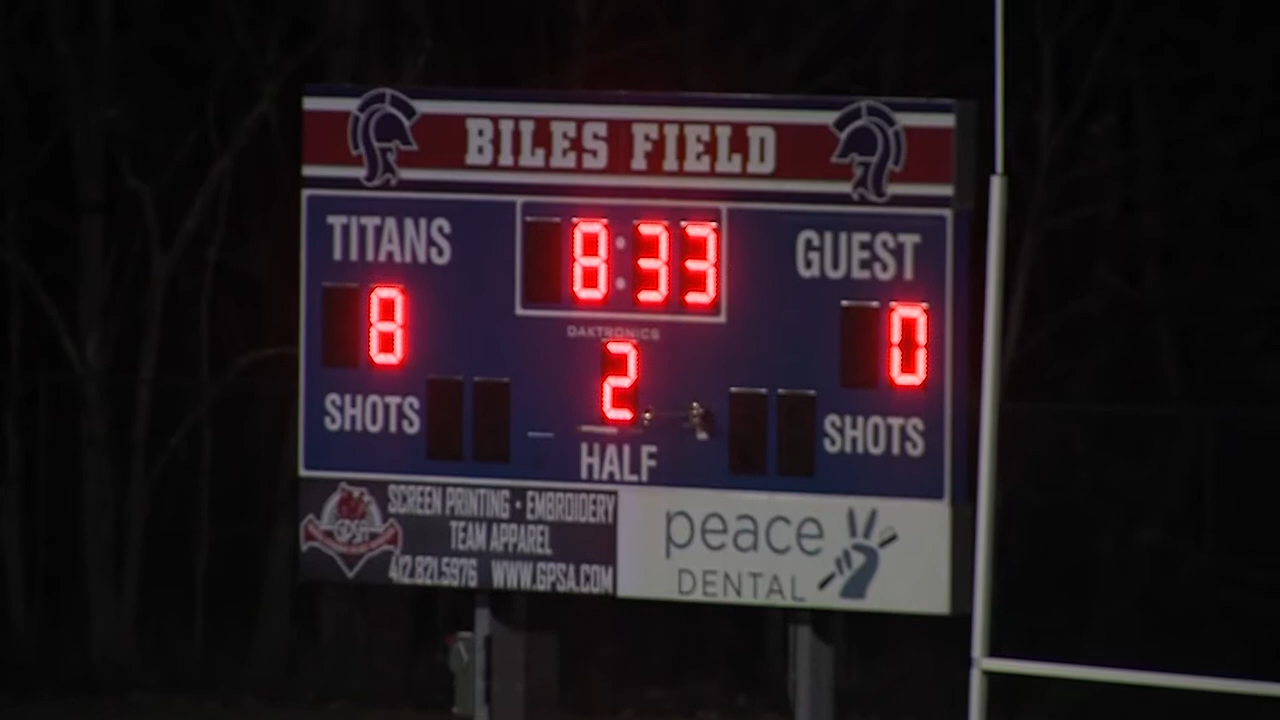 BILES FIELD
TITANS
8:33
GUEST
8
0
DAKTRONICS
2
SHOTS
SHOTS
HALF
GPSA
SCREEN PRINTING • EMBROIDERY
TEAM APPAREL
412.821.5976 WWW.GPSA.COM
peace
DENTAL